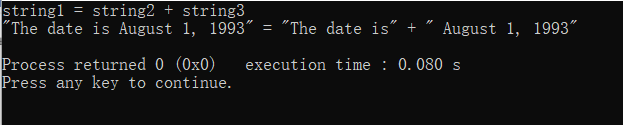 string1 = string2 + string3
"The date is August 1, 1993" = "The date is" + " August 1, 1993"
Process returned 0 (0x0)   execution time : 0.080 s
Press any key to continue.